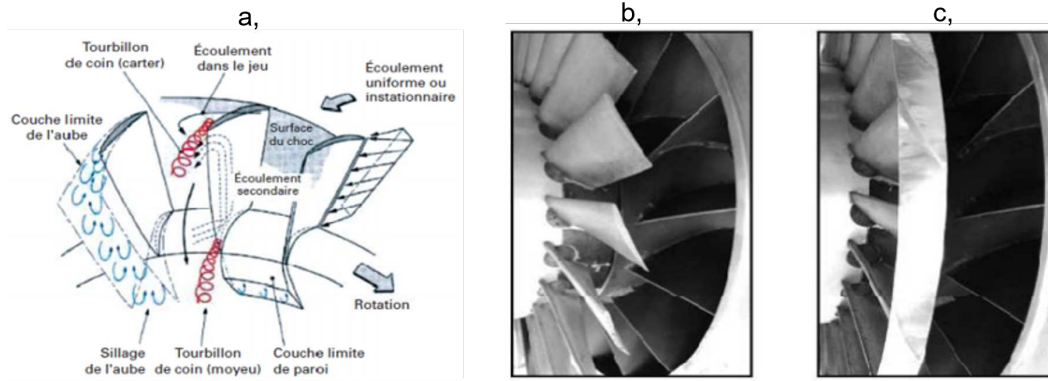 a,
b,
c,
Tourbillon
de coin (carter)
Écoulement
dans le jeu
Écoulement
uniforme ou
instationnaire
Couche limite
de l'aube
Surface
du choc
Écoulement
secondaire
Rotation
Sillage
de l'aube
Tourbillon
de coin (moyeu)
Couche limite
de paroi